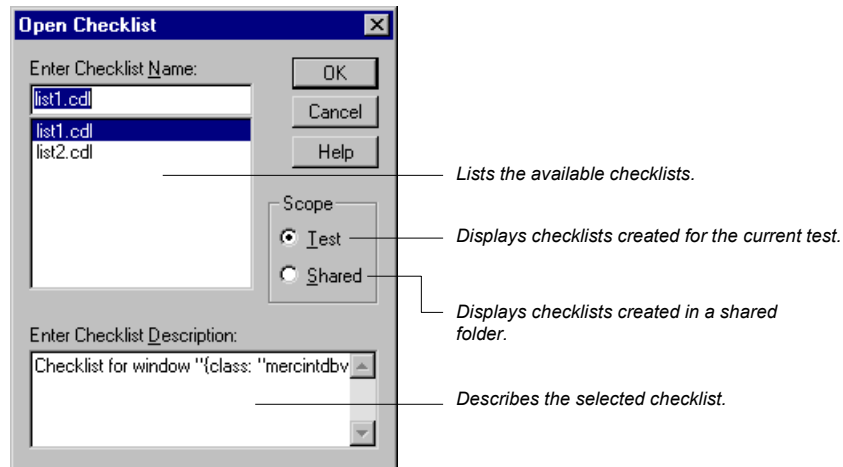 Open Checklist
Enter Checklist Name:
list1.cdl
list1.cdl
list2.cdl
OK
Cancel
Help
Scope
Test
Shared
Enter Checklist Description:
Checklist for window "{class: "mercintdbv
Lists the available checklists.
Displays checklists created for the current test.
Displays checklists created in a shared
folder.
Describes the selected checklist.